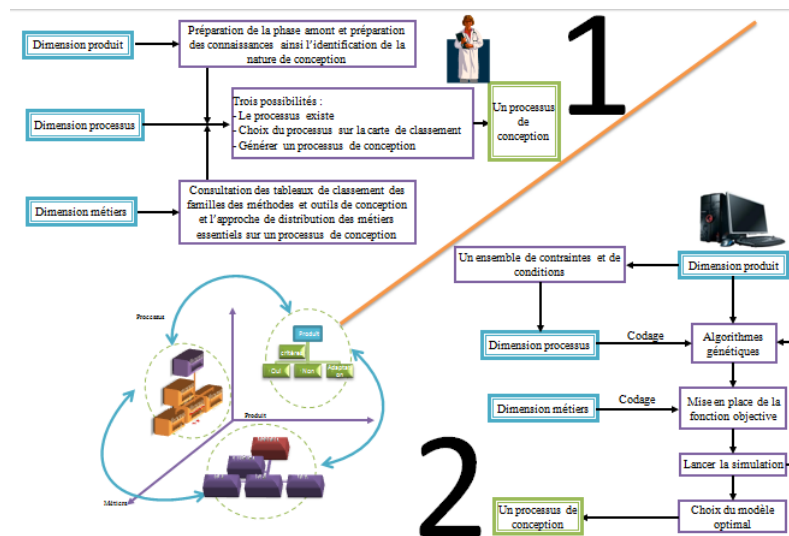 Dimension produit
Préparation de la phase amont et préparation
des connaissances ainsi l'identification de la
nature de conception
1
Dimension processus
Trois possibilités :
- Le processus existe
- Choix du processus sur la carte de classement
- Générer un processus de conception
Un processus
de
conception
Dimension métiers
Consultation des tableaux de classement des
familles des méthodes et outils de conception
et l'approche de distribution des métiers
essentiels sur un processus de conception
Un ensemble de contraintes et de
conditions
Dimension produit
Dimension processus
Codage
Algorithmes
génétiques
Dimension métiers
Codage
Mise en place de la
fonction objective
Lancer la simulation
Un processus de
conception
Choix du modèle
optimal
2
Processus
Produit
critères
Oui
Non
Adaptati
on
Produit
Métiers